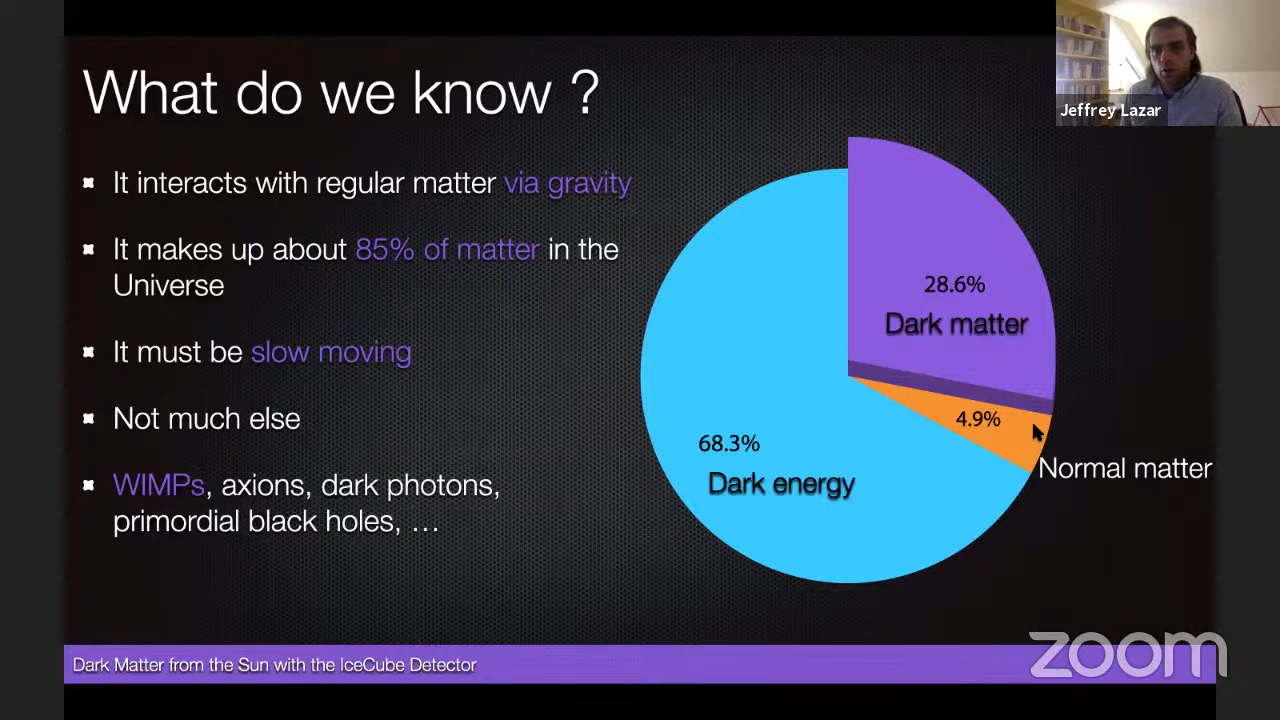 What do we know ?
It interacts with regular matter via gravity
It makes up about 85% of matter in the
Universe
It must be slow moving
Not much else
WIMPs, axions, dark photons,
primordial black holes, …
28.6%
Dark matter
4.9%
Normal matter
68.3%
Dark energy
Jeffrey Lazar
Dark Matter from the Sun with the IceCube Detector
zoom